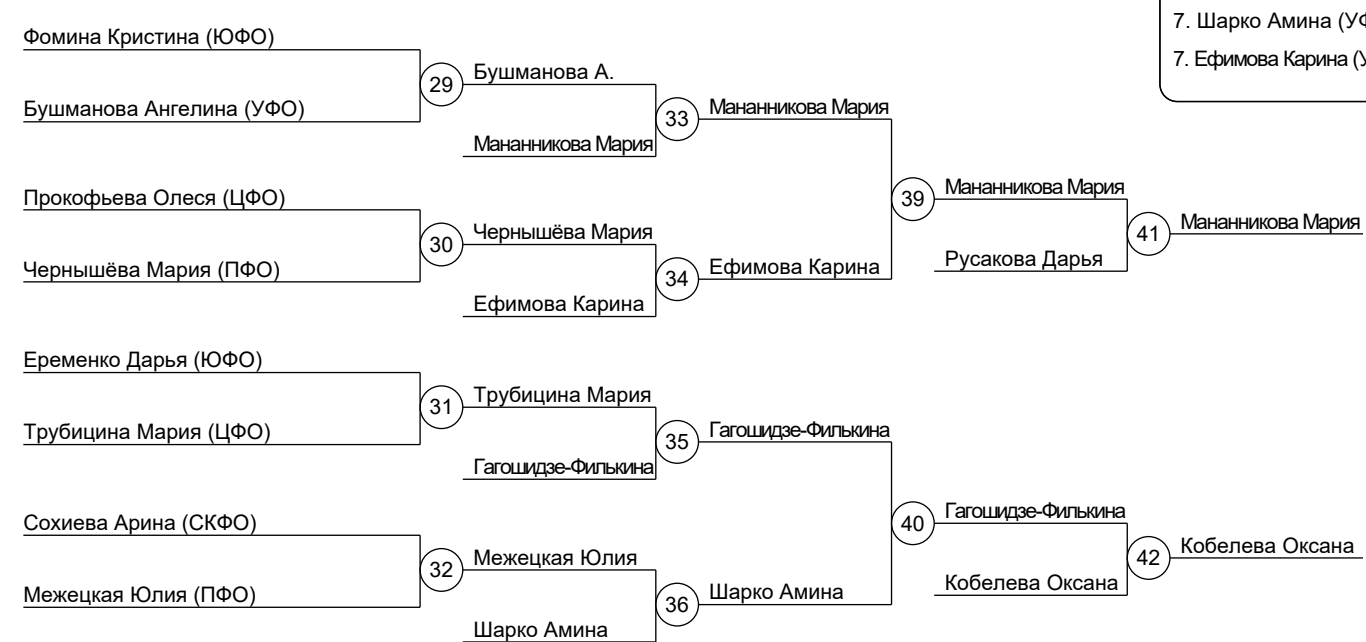 7. Шарко Амина
7. Ефимова Карина
Фомина Кристина (ЮФО)
29
Бушманова А.
Бушманова Ангелина (УФО)
33
Мананникова Мария
Мананникова Мария
Прокофьева Олеся (ЦФО)
39
Мананникова Мария
30
Чернышёва Мария
41
Мананникова Мария
Чернышёва Мария (ПФО)
34
Ефимова Карина
Русакова Дарья
Ефимова Карина
Еременко Дарья (ЮФО)
31
Трубицина Мария
Трубицина Мария (ЦФО)
35
Гагошидзе-Филькина
Гагошидзе-Филькина
Сохиева Арина (СКФО)
40
Гагошидзе-Филькина
32
Межецкая Юлия
42
Кобелева Оксана
Межецкая Юлия (ПФО)
36
Шарко Амина
Кобелева Оксана
Шарко Амина